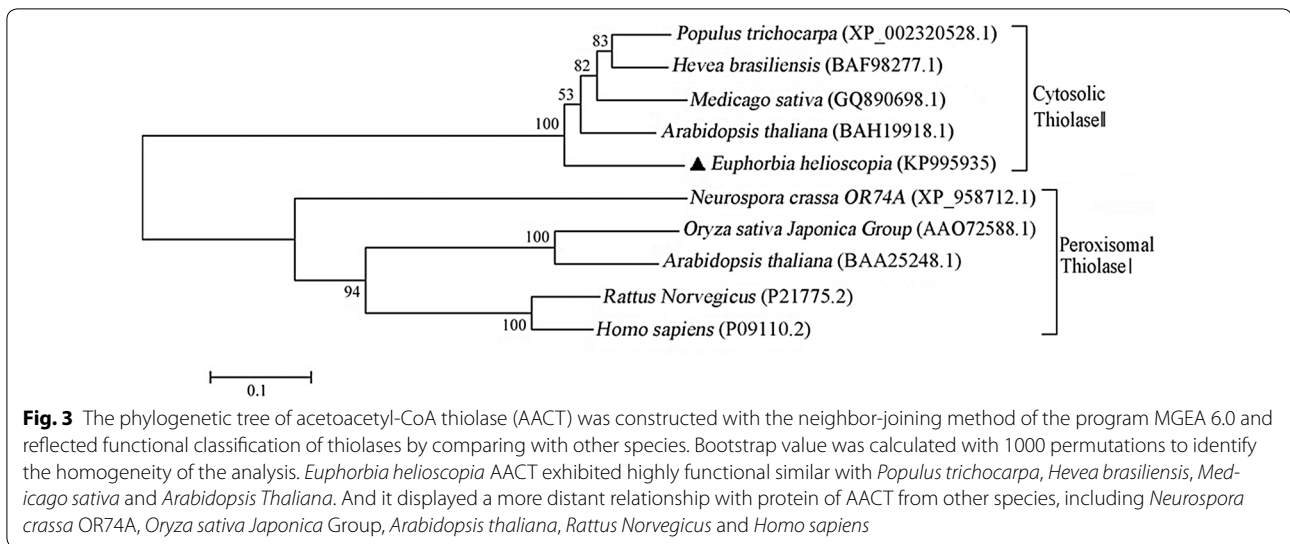 83
Populus trichocarpa (XP_002320528.1)
82
Hevea brasiliensis (BAF98277.1)
53
Medicago sativa (GQ890698.1)
Cytosolic
ThiolaseⅡ
100
Arabidopsis thaliana (BAH19918.1)
▲ Euphorbia helioscopia (KP995935)
Neurospora crassa OR74A (XP_958712.1)
100
Oryza sativa Japonica Group (AAO72588.1)
Peroxisomal
ThiolaseⅠ
Arabidopsis thaliana (BAA25248.1)
94
Rattus Norvegicus (P21775.2)
100
Homo sapiens (P09110.2)
0.1
Fig. 3 The phylogenetic tree of acetoacetyl-CoA thiolase (AACT) was constructed with the neighbor-joining method of the program MGEA 6.0 and
reflected functional classification of thiolases by comparing with other species. Bootstrap value was calculated with 1000 permutations to identify
the homogeneity of the analysis. Euphorbia helioscopia AACT exhibited highly functional similar with Populus trichocarpa, Hevea brasiliensis, Med-
icago sativa and Arabidopsis Thaliana. And it displayed a more distant relationship with protein of AACT from other species, including Neurospora
crassa OR74A, Oryza sativa Japonica Group, Arabidopsis thaliana, Rattus Norvegicus and Homo sapiens